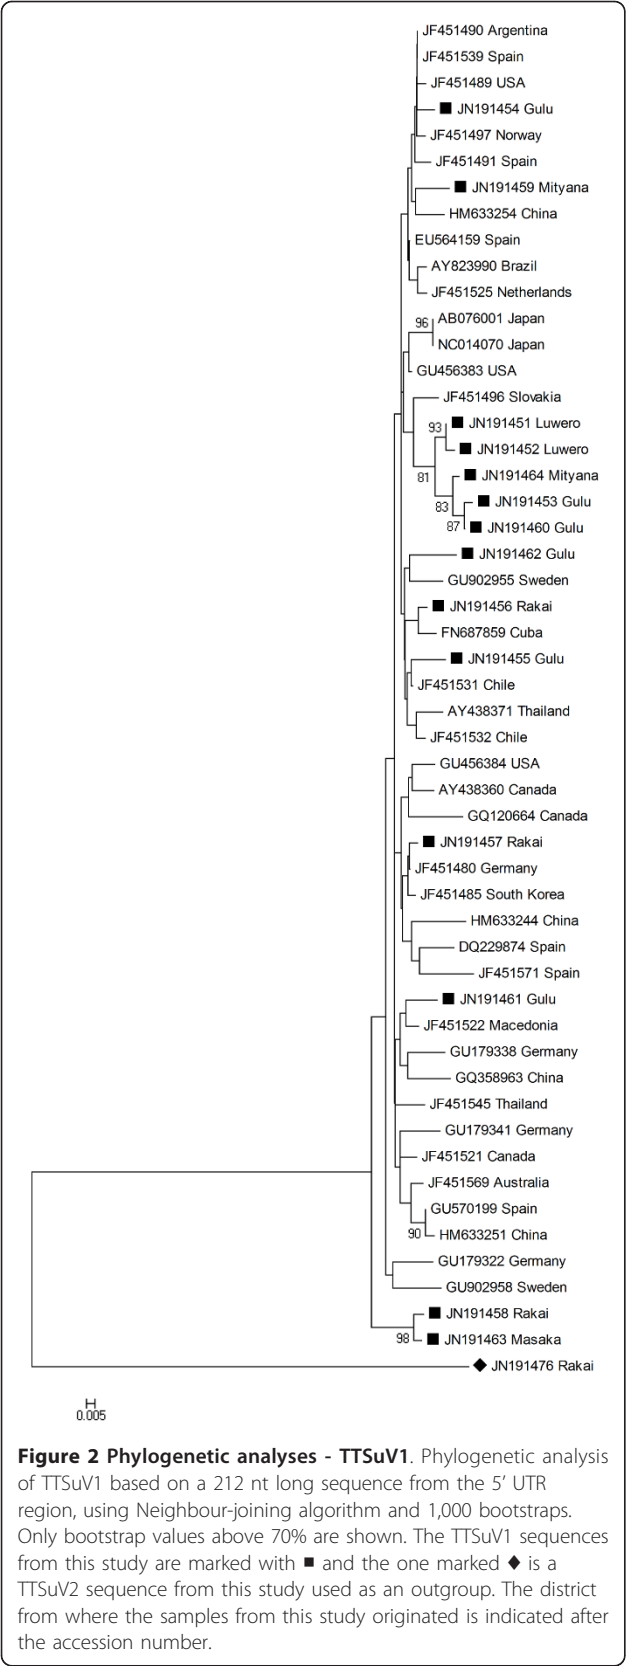 JF451490 Argentina
JF451539 Spain
JF451489 USA
■ JN191454 Gulu
JF451497 Norway
JF451491 Spain
■ JN191459 Mityana
HM633254 China
EU564159 Spain
AY823990 Brazil
JF451525 Netherlands
96
AB076001 Japan
NC014070 Japan
GU456383 USA
JF451496 Slovakia
93
■ JN191451 Luwero
■ JN191452 Luwero
81
■ JN191464 Mityana
83
■ JN191453 Gulu
87
■ JN191460 Gulu
■ JN191462 Gulu
GU902955 Sweden
■ JN191456 Rakai
FN687859 Cuba
■ JN191455 Gulu
JF451531 Chile
AY438371 Thailand
JF451532 Chile
GU456384 USA
AY438360 Canada
GQ120664 Canada
■ JN191457 Rakai
JF451480 Germany
JF451485 South Korea
HM633244 China
DQ229874 Spain
JF451571 Spain
■ JN191461 Gulu
JF451522 Macedonia
GU179338 Germany
GQ358963 China
JF451545 Thailand
GU179341 Germany
JF451521 Canada
JF451569 Australia
GU570199 Spain
90
HM633251 China
GU179322 Germany
GU902958 Sweden
■ JN191458 Rakai
98
■ JN191463 Masaka
◆ JN191476 Rakai
0.005
Figure 2 Phylogenetic analyses - TTSuV1. Phylogenetic analysis
of TTSuV1 based on a 212 nt long sequence from the 5' UTR
region, using Neighbour-joining algorithm and 1,000 bootstraps.
Only bootstrap values above 70% are shown. The TTSuV1 sequences
from this study are marked with ■ and the one marked ◆ is a
TTSuV2 sequence from this study used as an outgroup. The district
from where the samples from this study originated is indicated after
the accession number.